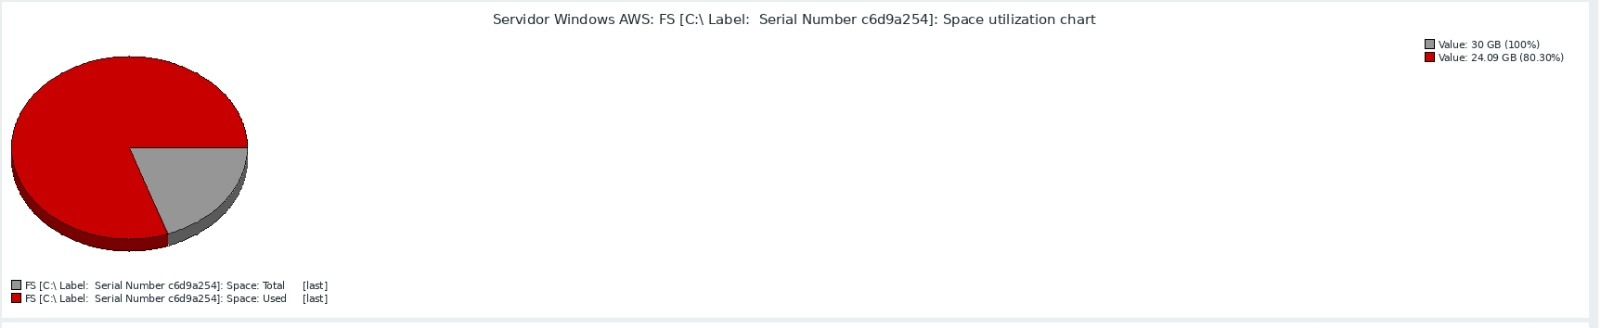 Servidor Windows AWS: FS [C:\ Label:  Serial Number c6d9a254]: Space utilization chart
Value: 30 GB (100%)
Value: 24.09 GB (80.30%)
FS [C:\ Label:  Serial Number c6d9a254]: Space: Total [last]
FS [C:\ Label:  Serial Number c6d9a254]: Space: Used [last]